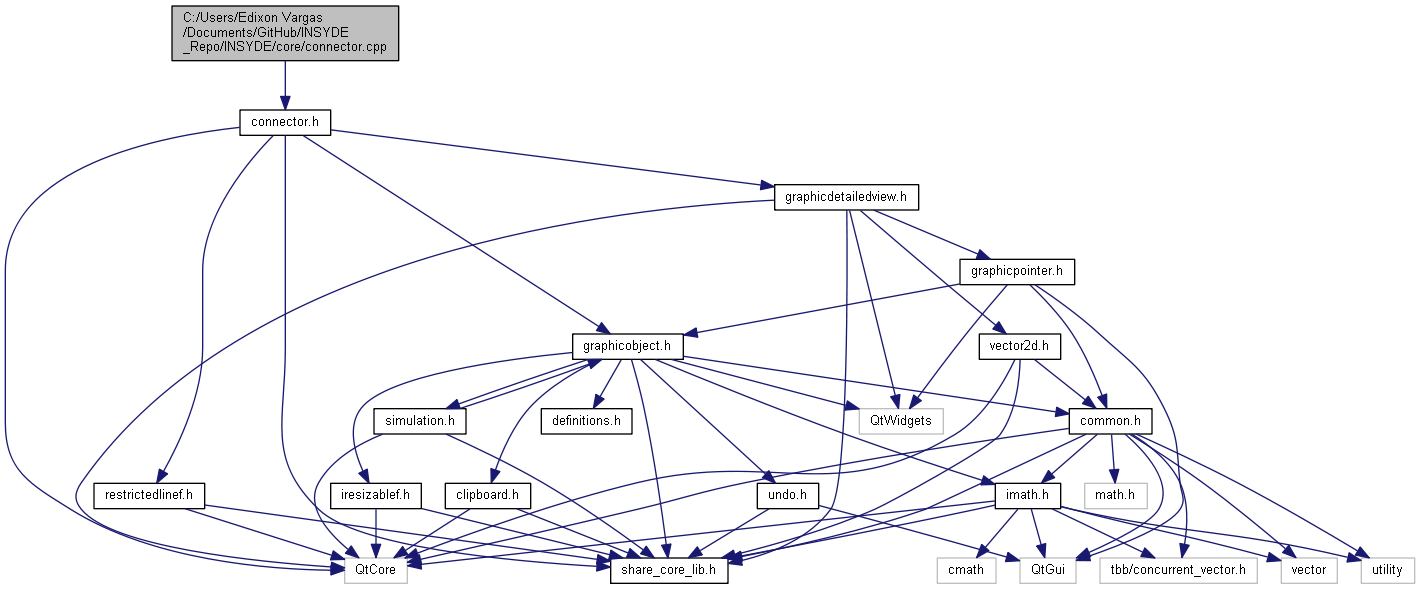 C:/Users/Edixon Vargas
/Documents/GitHub/INSYDE
_Repo/INSYDE/core/connector.cpp
connector.h
graphicdetailedview.h
graphicpointer.h
graphicobject.h
vector2d.h
simulation.h
definitions.h
QtWidgets
common.h
restrictedlinef.h
iresizablef.h
clipboard.h
undo.h
imath.h
math.h
QtCore
share_core_lib.h
cmath
QtGui
tbb/concurrent_vector.h
vector
utility